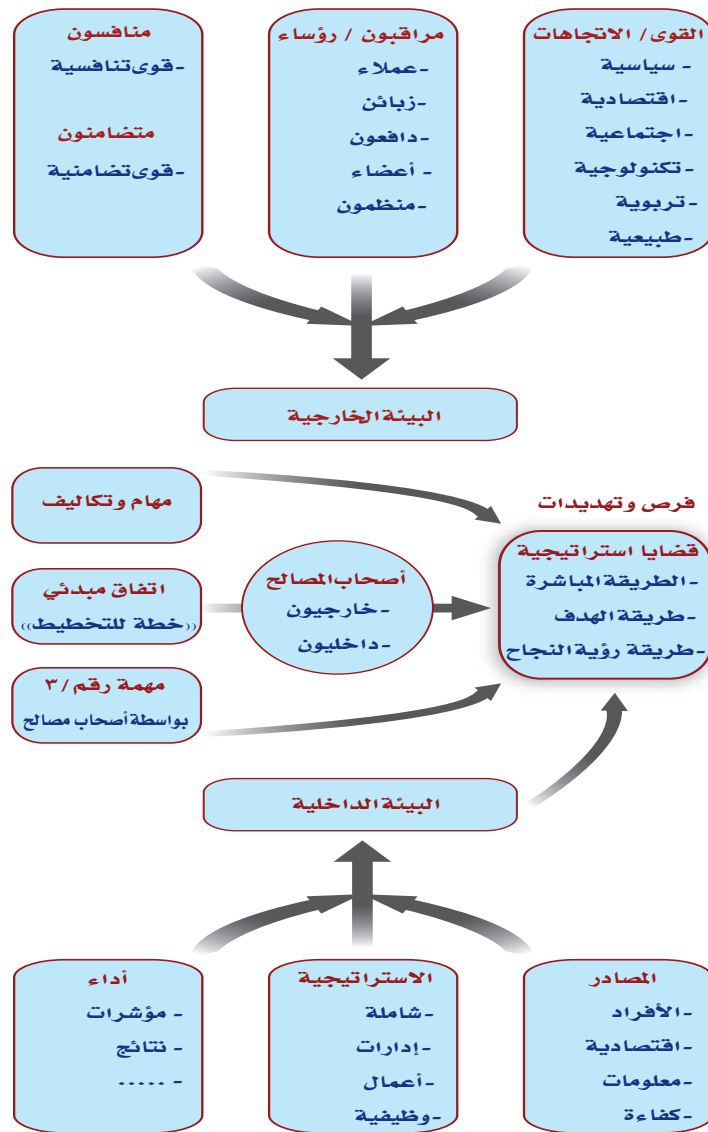 القوى/ الاتجاهات
- سياسية
-اقتصادية
-اجتماعية
-تكنولوجية
-تربوية
-طبيعية
مراقبون / رؤساء
-عملاء
-زبائن
-دافعون
- أعضاء
-منظمون
منافسون
-قوى تنافسية
متضامنون
-قوى تضامنية
البيئة الخارجية
فرص وتهديدات
قضايا استراتيجية
-الطريقة المباشرة
-طريقة الهدف
-طريقة رؤية النجاح
أصحاب المصالح
-خارجيون
-داخليون
مهام وتكاليف
اتفاق مبدئي
((خطة للتخطيط))
مهمة رقم /٣
بواسطة أصحاب مصالح
البيئة الداخلية
المصادر
-الأفراد
-اقتصادية
-معلومات
-كفاءة
الاستراتيجية
-شاملة
-إدارات
-أعمال
-وظيفية
أداء
- مؤشرات
- نتائج
- .....